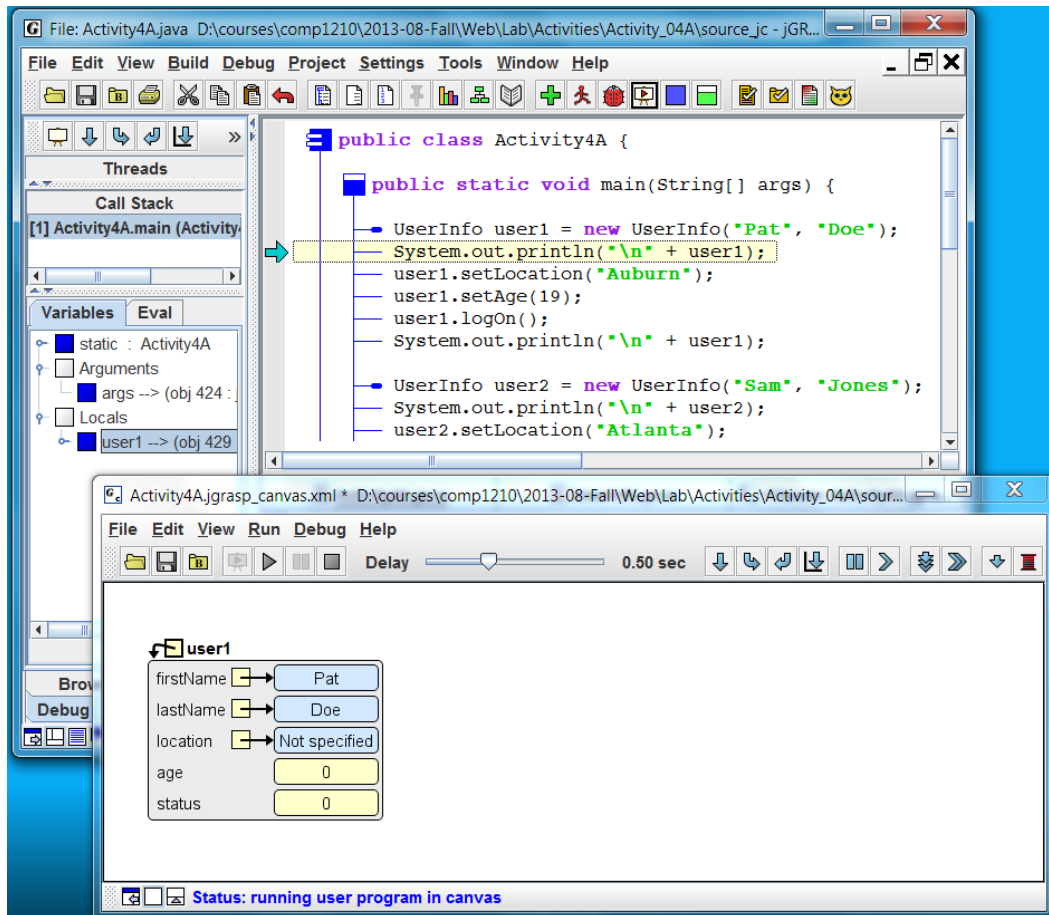 File: Activity4A.java D:\courses\comp1210\2013-08-Fall\Web\Lab\Activities\Activity_04A\source_jc - jGR...
File Edit View Build Debug Project Settings Tools Window Help
Threads
Call Stack
[1] Activity4A.main (Activity
Variables Eval
static : Activity4A
Arguments
args --> (obj 424 :
Locals
user1 --> (obj 429
public class Activity4A {
public static void main(String[] args) {
UserInfo user1 = new UserInfo("Pat", "Doe");
System.out.println("\n" + user1);
user1.setLocation("Auburn");
user1.setAge(19);
user1.logOn();
System.out.println("\n" + user1);
UserInfo user2 = new UserInfo("Sam", "Jones");
System.out.println("\n" + user2);
user2.setLocation("Atlanta");
Debug
Activity4A.jgrasp_canvas.xml * D:\courses\comp1210\2013-08-Fall\Web\Lab\Activities\Activity_04A\sour...
File Edit View Run Debug Help
Delay 0.50 sec
user1
firstName Pat
lastName Doe
location Not specified
age 0
status 0
Status: running user program in canvas